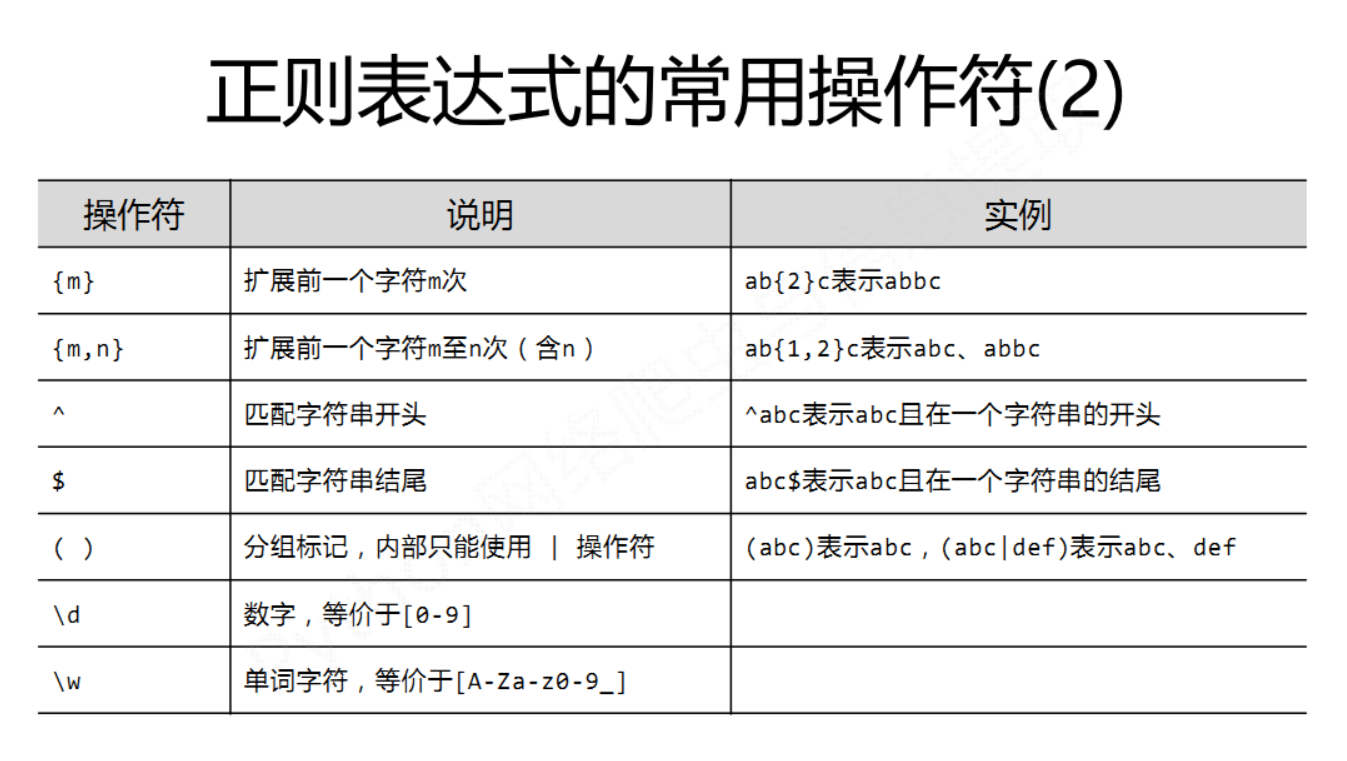 正则表达式的常用操作符(2)
操作符 说明 实例
{m} 扩展前一个字符m次 ab{2}c表示abbc
{m,n} 扩展前一个字符m至n次（含n） ab{1,2}c表示abc、abbc
^ 匹配字符串开头 ^abc表示abc且在一个字符串的开头
$ 匹配字符串结尾 abc$表示abc且在一个字符串的结尾
( ) 分组标记，内部只能使用 | 操作符 (abc)表示abc，(abc|def)表示abc、def
\d 数字，等价于[0‐9]
\w 单词字符，等价于[A‐Za‐z0‐9_]